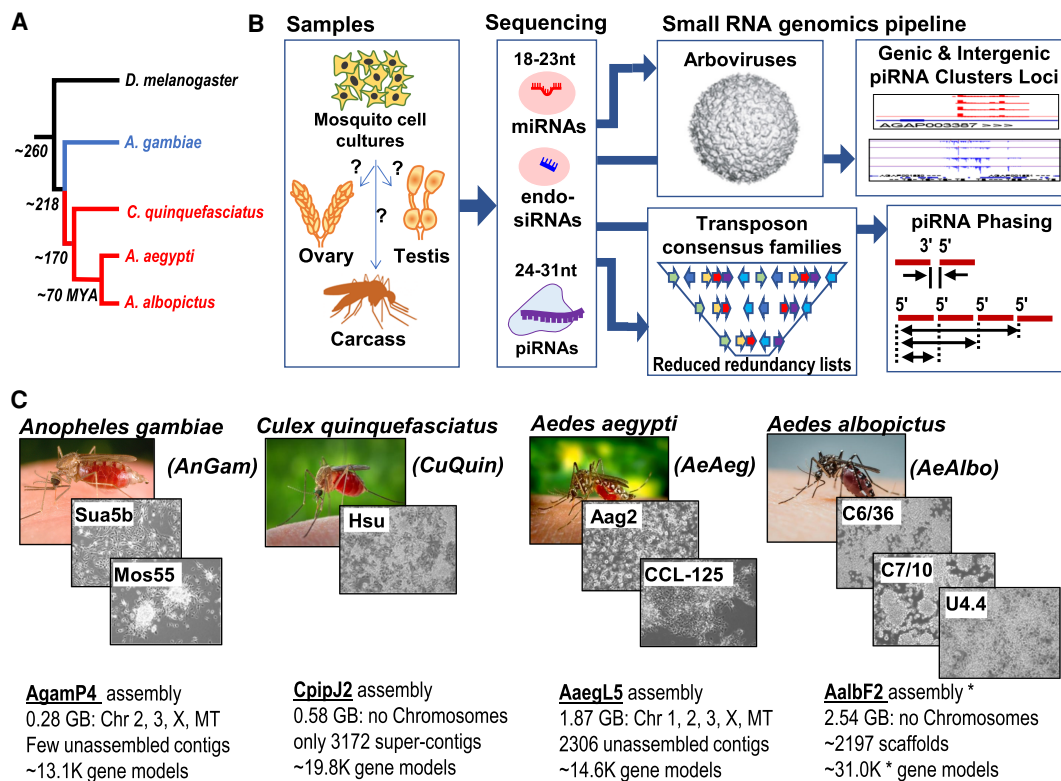 A
D. melanogaster
A. gambiae
C. quinquefasciatus
A. aegypti
A. albopictus
~260
~218
~170
~70 MYA
B
Samples
Mosquito cell
cultures
?
?
?
Ovary
Testis
Carcass
Sequencing
18-23nt
miRNAs
endo-
siRNAs
24-31nt
piRNAs
Small RNA genomics pipeline
Arboviruses
Genic & Intergenic
piRNA Clusters Loci
AGAP003387 >>>
Transposon
consensus families
Reduced redundancy lists
piRNA Phasing
3' 5'
5' 5' 5' 5'
C
Anopheles gambiae
(AnGam)
Sua5b
Mos55
AgamP4 assembly
0.28 GB: Chr 2, 3, X, MT
Few unassembled contigs
~13.1K gene models
Culex quinquefasciatus
(CuQuin)
Hsu
CpipJ2 assembly
0.58 GB: no Chromosomes
only 3172 super-contigs
~19.8K gene models
Aedes aegypti
(AeAeg)
Aag2
CCL-125
AaegL5 assembly
1.87 GB: Chr 1, 2, 3, X, MT
2306 unassembled contigs
~14.6K gene models
Aedes albopictus
(AeAlbo)
C6/36
C7/10
U4.4
AalbF2 assembly *
2.54 GB: no Chromosomes
~2197 scaffolds
~31.0K * gene models